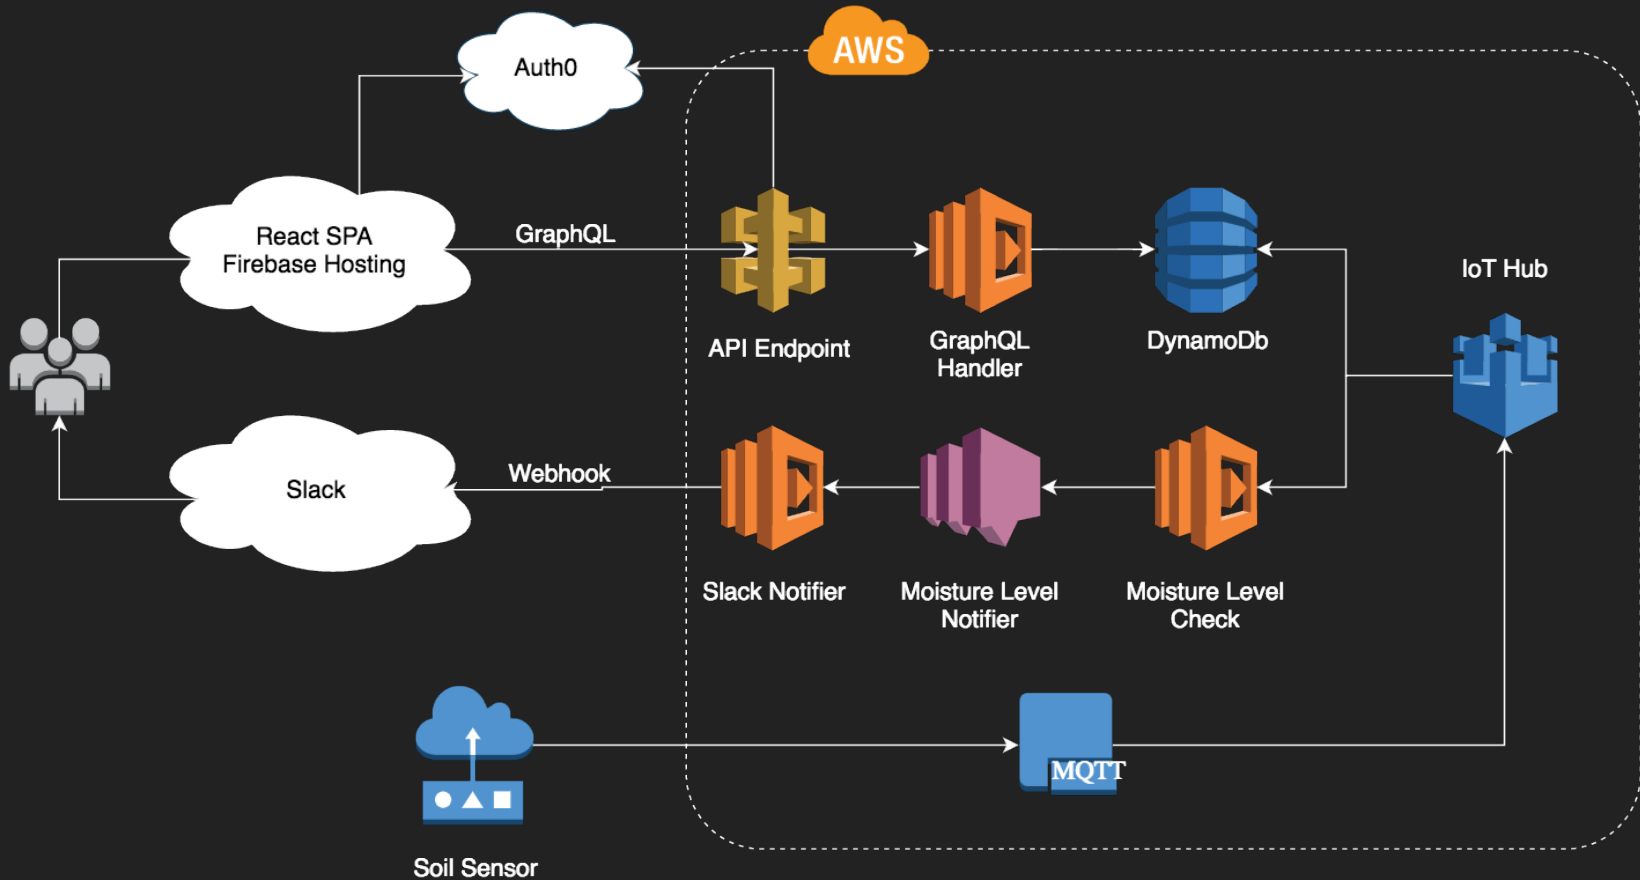 AWS
Auth0
React SPA
Firebase Hosting
GraphQL
IoT Hub
API Endpoint
GraphQL
Handler
DynamoDb
Webhook
Slack
Slack Notifier
Moisture Level
Notifier
Moisture Level
Check
MQTT
Soil Sensor